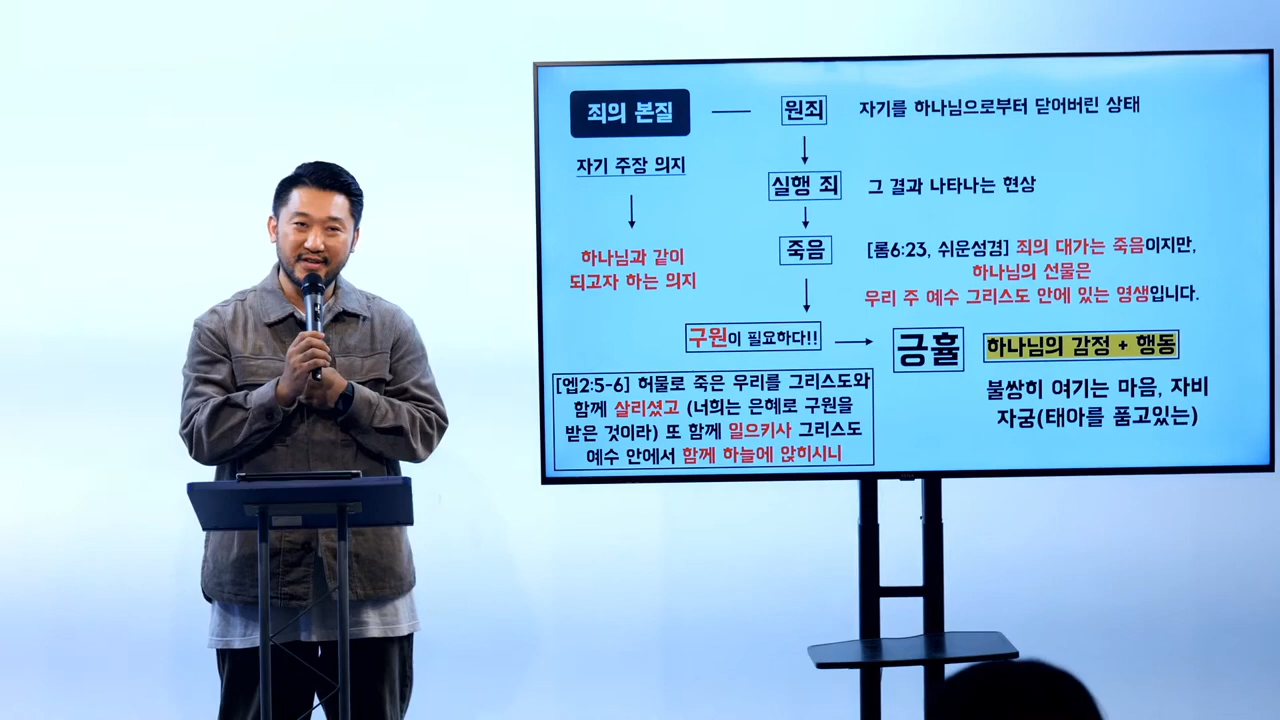 죄의 본질
원죄
자기를 하나님으로부터 닫어버린 상태
자기 주장 의지
실행 죄
그 결과 나타나는 현상
하나님과 같이
되고자 하는 의지
죽음
[롬6:23, 쉬운성경] 죄의 대가는 죽음이지만,
하나님의 선물은
우리 주 예수 그리스도 안에 있는 영생입니다.
구원이 필요하다!!
긍휼
하나님의 감정 + 행동
불쌍히 여기는 마음, 자비
자궁(태아를 품고있는)
[엡2:5-6] 허물로 죽은 우리를 그리스도와
함께 살리셨고 (너희는 은혜로 구원을
받은 것이라) 또 함께 일으키사 그리스도
예수 안에서 함께 하늘에 앉히시니